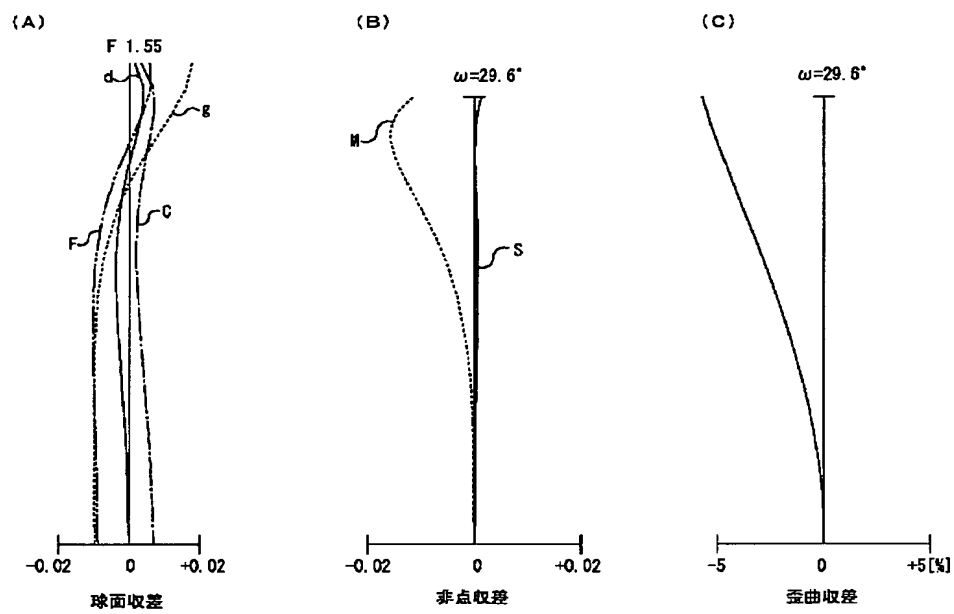 (A)
F 1.55
d
g
F
C
-0.02 0 +0.02
球面収差
(B)
ω=29.6°
M
S
-0.02 0 +0.02
非点収差
(C)
ω=29.6°
-5 0 +5[%]
歪曲収差